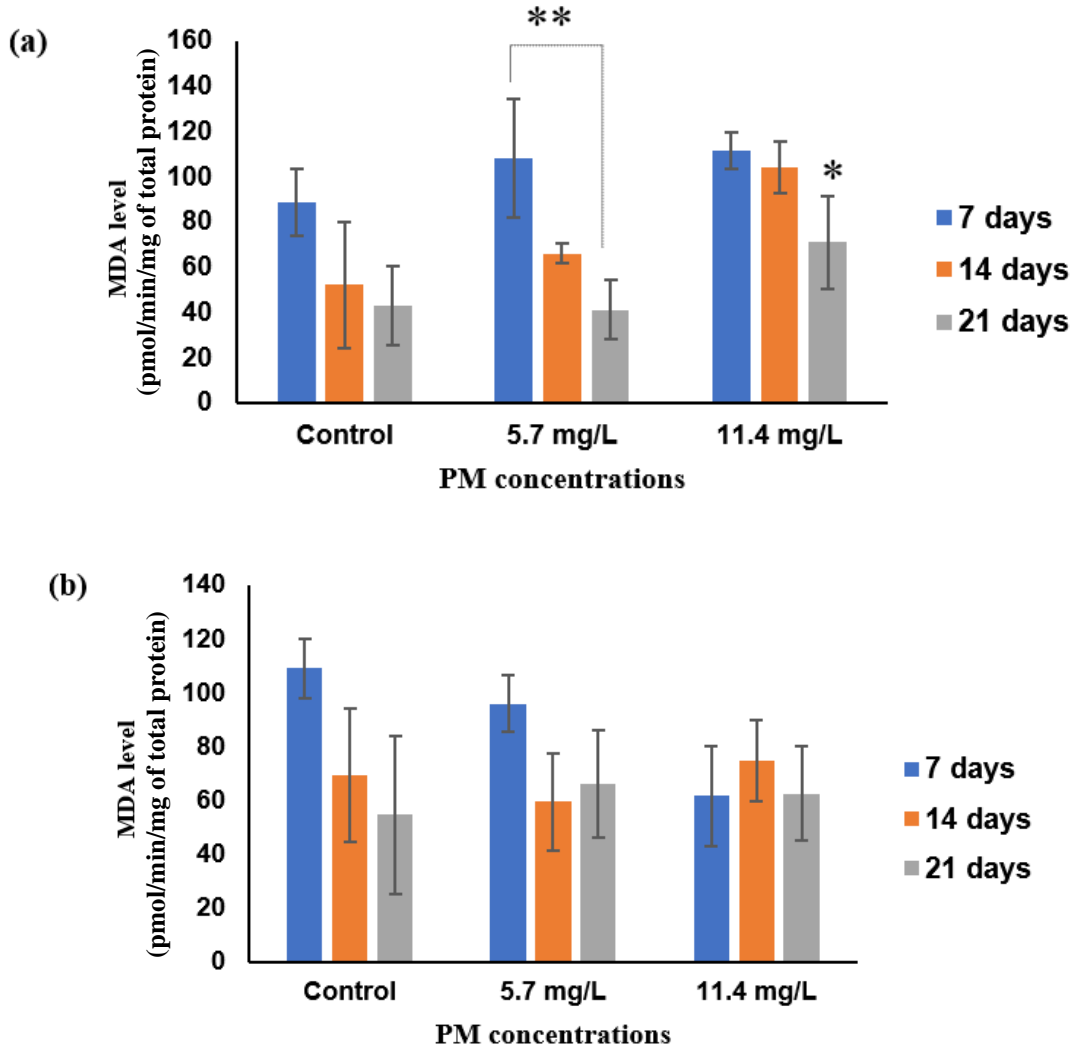 (a)
**
160
140
120
100
80
60
40
20
0
MDA level
(pmol/min/mg of total protein)
*
7 days
14 days
21 days
Control 5.7 mg/L 11.4 mg/L
PM concentrations
(b)
140
120
100
80
60
40
20
0
MDA level
(pmol/min/mg of total protein)
7 days
14 days
21 days
Control 5.7 mg/L 11.4 mg/L
PM concentrations